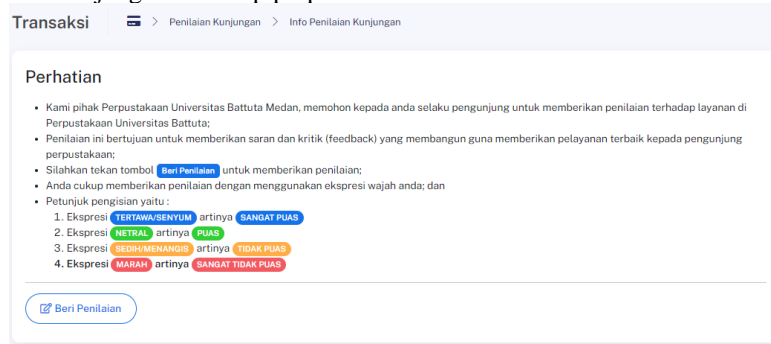 Transaksi > Penilaian Kunjungan > Info Penilaian Kunjungan
Perhatian
• Kami pihak Perpustakaan Universitas Battuta Medan, memohon kepada anda selaku pengunjung untuk memberikan penilaian terhadap layanan di
Perpustakaan Universitas Battuta;
• Penilaian ini bertujuan untuk memberikan saran dan kritik (feedback) yang membangun guna memberikan pelayanan terbaik kepada pengunjung
perpustakaan;
• Silahkan tekan tombol Beri Penilaian untuk memberikan penilaian;
• Anda cukup memberikan penilaian dengan menggunakan ekspresi wajah anda; dan
• Petunjuk pengisian yaitu :
1. Ekspresi TERTAWA/SENYUM artinya SANGAT PUAS
2. Ekspresi NETRAL artinya PUAS
3. Ekspresi SEDIH/MENANGIS artinya TIDAK PUAS
4. Ekspresi MARAH artinya SANGAT TIDAK PUAS
Beri Penilaian